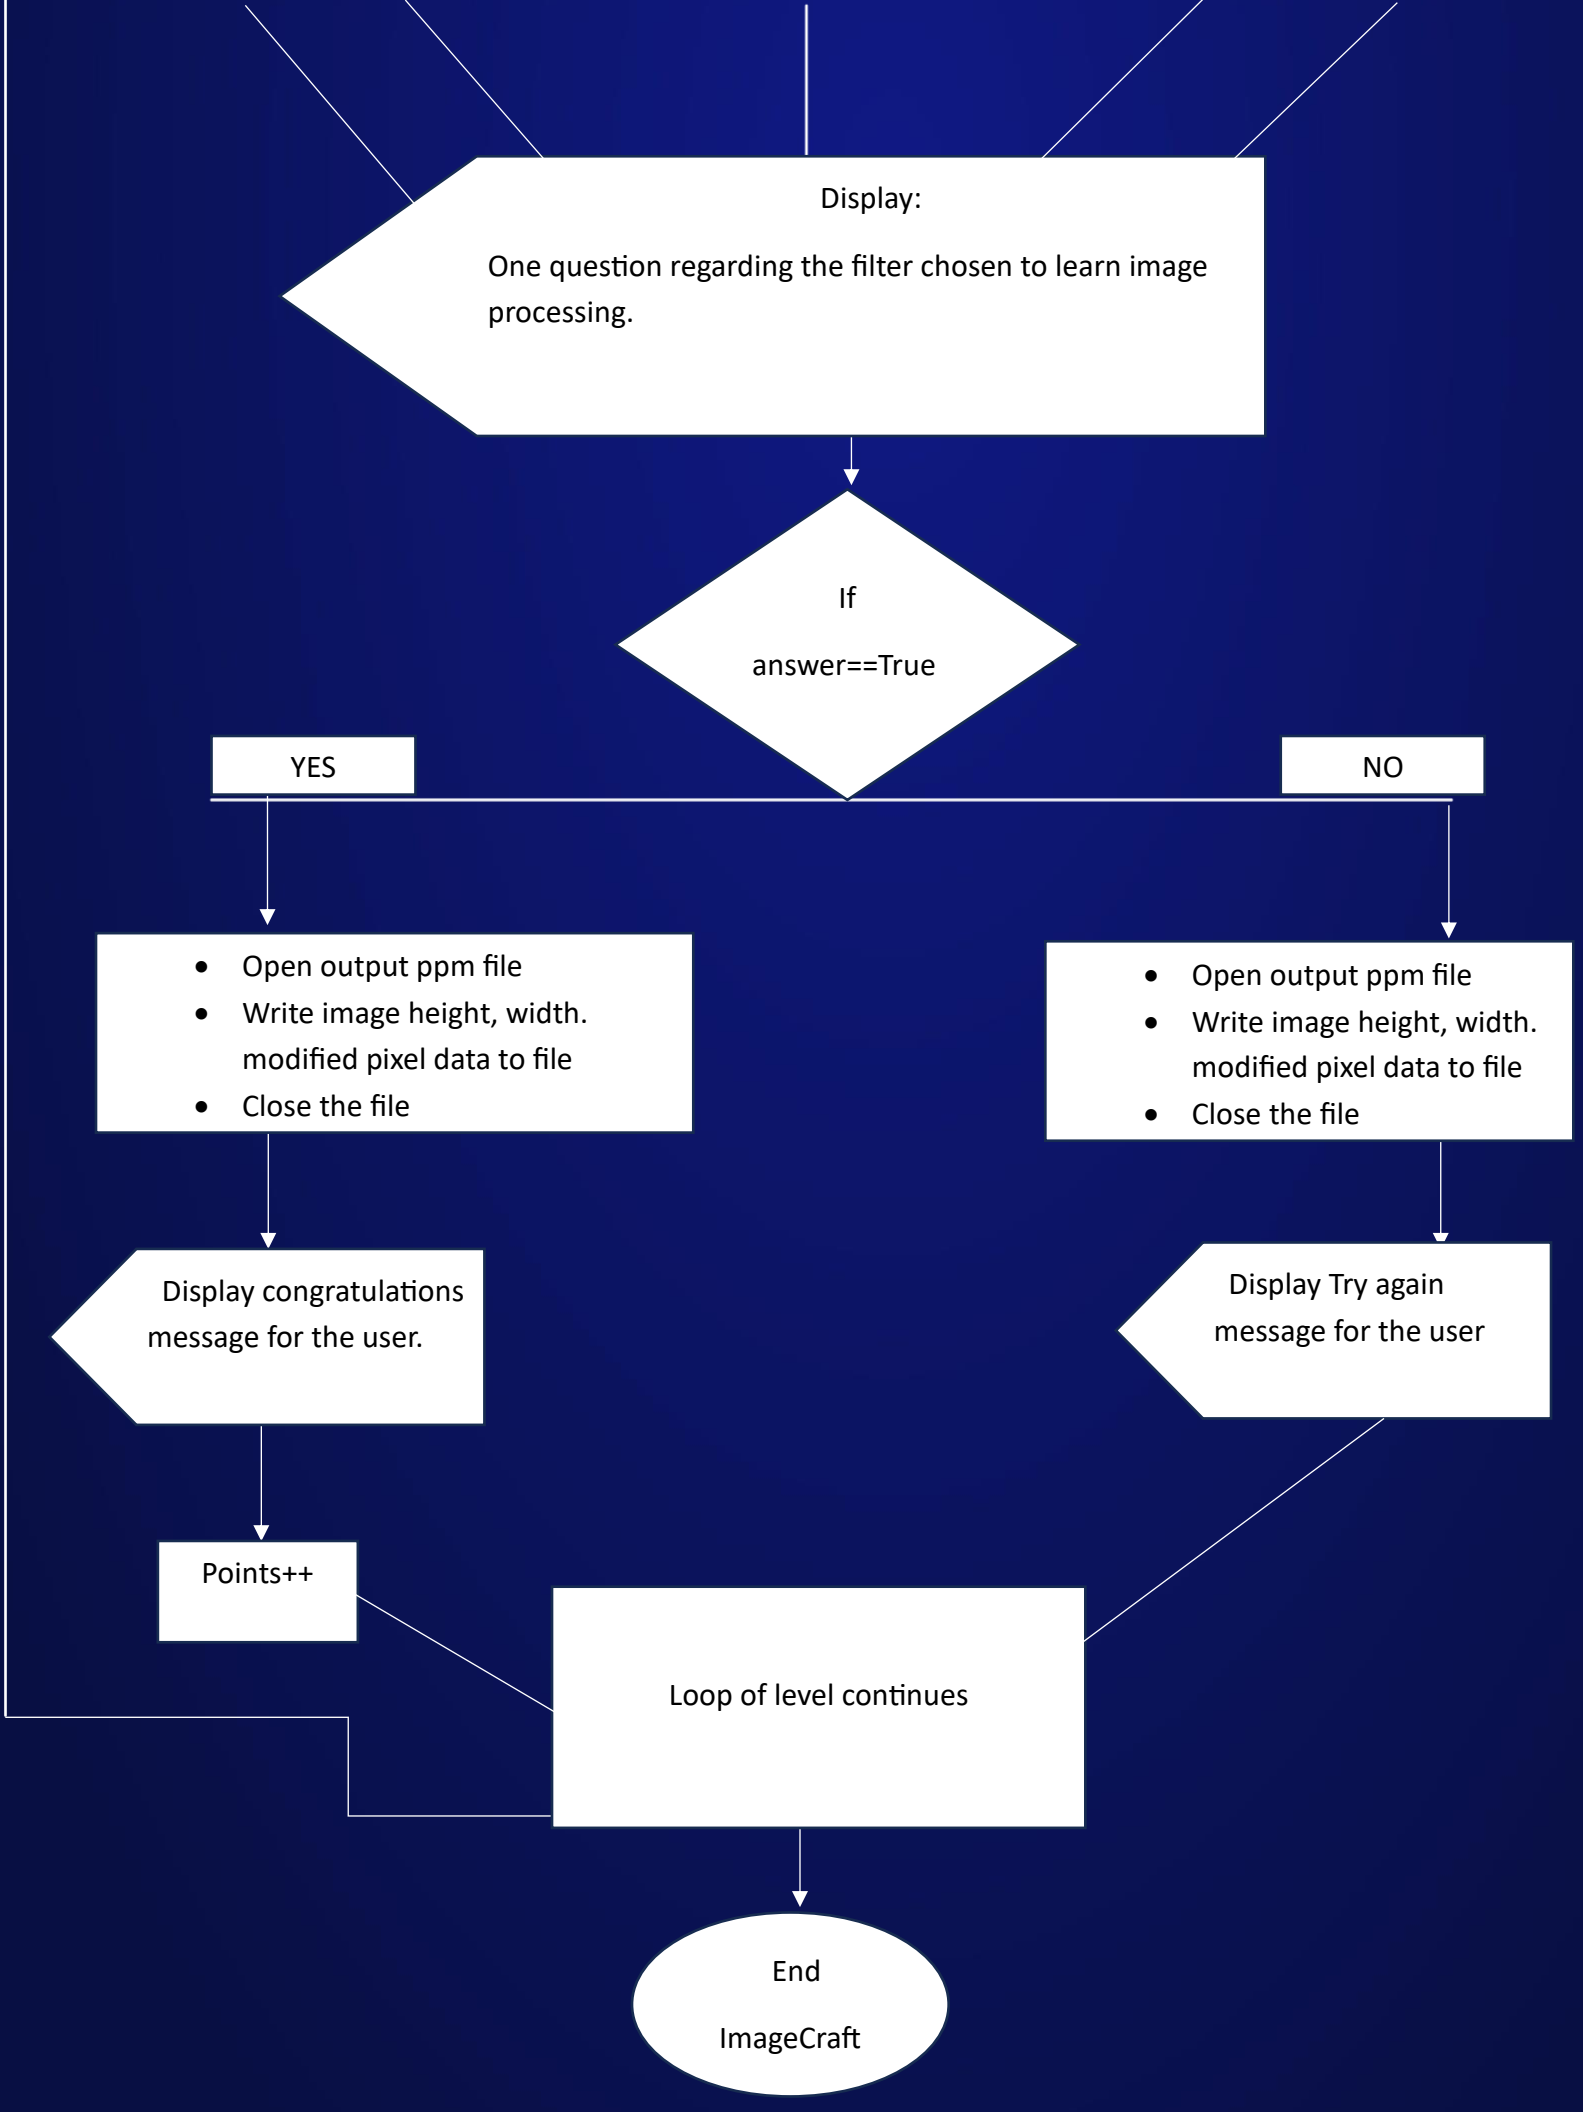 Display:
One question regarding the filter chosen to learn image
processing.
If
answer==True
YES
NO
• Open output ppm file
• Write image height, width.
modified pixel data to file
• Close the file
• Open output ppm file
• Write image height, width.
modified pixel data to file
• Close the file
Display congratulations
message for the user.
Display Try again
message for the user
Points++
Loop of level continues
End
ImageCraft